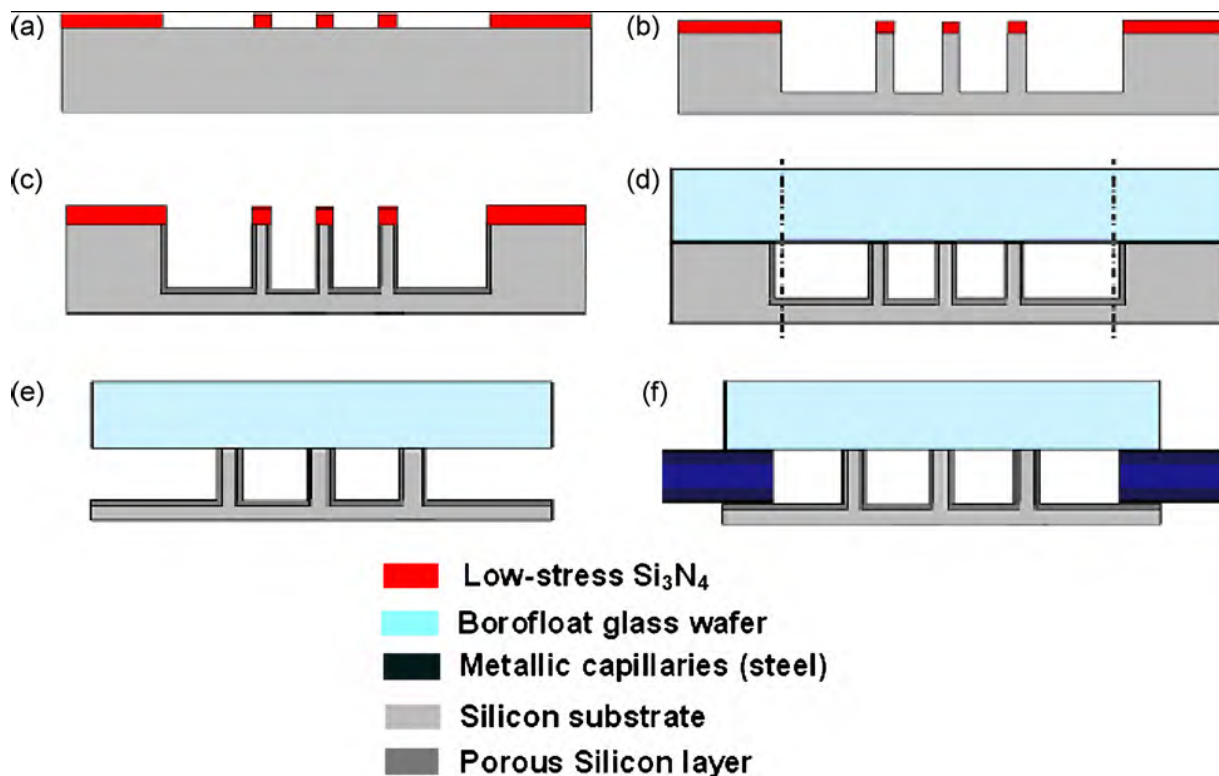 (a)
(b)
(c)
(d)
(e)
(f)
Low-stress Si₃N₄
Borofloat glass wafer
Metallic capillaries (steel)
Silicon substrate
Porous Silicon layer